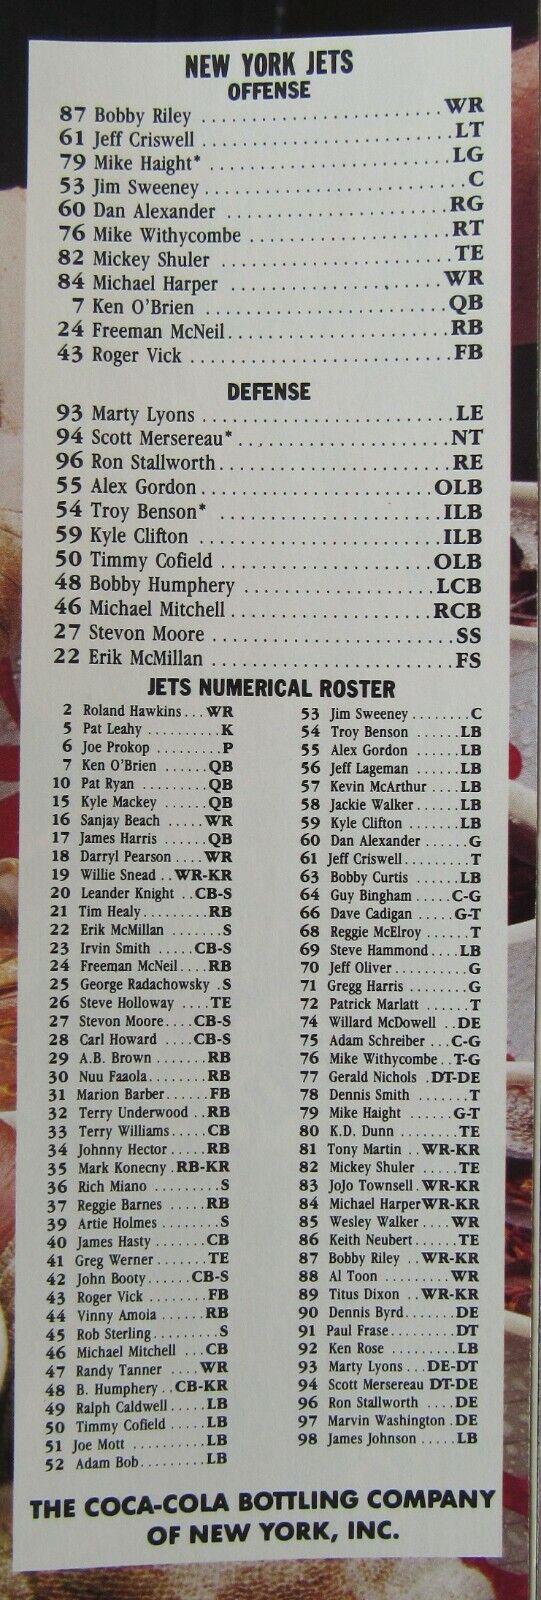 NEW YORK JETS
OFFENSE
87 Bobby Riley ........................ WR
61 Jeff Criswell ........................ LT
79 Mike Haight* ........................ LG
53 Jim Sweeney ........................ C
60 Dan Alexander ........................ RG
76 Mike Withycombe ........................ RT
82 Mickey Shuler ........................ TE
84 Michael Harper ........................ WR
7 Ken O'Brien ........................ QB
24 Freeman McNeil ........................ RB
43 Roger Vick ........................ FB
DEFENSE
93 Marty Lyons ........................ LE
94 Scott Mersereau* ........................ NT
96 Ron Stallworth ........................ RE
55 Alex Gordon ........................ OLB
54 Troy Benson* ........................ ILB
59 Kyle Clifton ........................ ILB
50 Timmy Cofield ........................ OLB
48 Bobby Humphery ........................ LCB
46 Michael Mitchell ........................ RCB
27 Stevon Moore ........................ SS
22 Erik McMillan ........................ FS
JETS NUMERICAL ROSTER
2 Roland Hawkins ... WR
5 Pat Leahy ........ K
6 Joe Prokop ....... P
7 Ken O'Brien ...... QB
10 Pat Ryan ........ QB
15 Kyle Mackey ..... QB
16 Sanjay Beach ..... WR
17 James Harris .... QB
18 Darryl Pearson .... WR
19 Willie Snead .. WR-KR
20 Leander Knight .. CB-S
21 Tim Healy ........ RB
22 Erik McMillan ...... S
23 Irvin Smith ..... CB-S
24 Freeman McNeil .... RB
25 George Radachowsky .S
26 Steve Holloway .... TE
27 Stevon Moore .... CB-S
28 Carl Howard .... CB-S
29 A.B. Brown ....... RB
30 Nuu Faaola ........ RB
31 Marion Barber ...... FB
32 Terry Underwood .. RB
33 Terry Williams ..... CB
34 Johnny Hector ..... RB
35 Mark Konecny . RB-KR
36 Rich Miano ......... S
37 Reggie Barnes ..... RB
39 Artie Holmes ....... S
40 James Hasty ...... CB
41 Greg Werner ....... TE
42 John Booty ...... CB-S
43 Roger Vick ........ FB
44 Vinny Amoia ...... RB
45 Rob Sterling ......... S
46 Michael Mitchell ... CB
47 Randy Tanner .... WR
48 B. Humphery .. CB-KR
49 Ralph Caldwell ..... LB
50 Timmy Cofield ..... LB
51 Joe Mott .......... LB
52 Adam Bob ......... LB
53 Jim Sweeney ........ C
54 Troy Benson ....... LB
55 Alex Gordon ....... LB
56 Jeff Lageman ...... LB
57 Kevin McArthur .... LB
58 Jackie Walker ...... LB
59 Kyle Clifton ....... LB
60 Dan Alexander ...... G
61 Jeff Criswell ......... T
63 Bobby Curtis ...... LB
64 Guy Bingham .... C-G
66 Dave Cadigan .... G-T
68 Reggie McElroy ..... T
69 Steve Hammond .... LB
70 Jeff Oliver .......... G
71 Gregg Harris ........ G
72 Patrick Marlatt ..... T
74 Willard McDowell .. DE
75 Adam Schreiber ... C-G
76 Mike Withycombe .. T-G
77 Gerald Nichols . DT-DE
78 Dennis Smith ....... T
79 Mike Haight ...... G-T
80 K.D. Dunn ........ TE
81 Tony Martin .. WR-KR
82 Mickey Shuler ..... TE
83 JoJo Townsell . WR-KR
84 Michael Harper WR-KR
85 Wesley Walker .... WR
86 Keith Neubert ..... TE
87 Bobby Riley .. WR-KR
88 Al Toon ......... WR
89 Titus Dixon .. WR-KR
90 Dennis Byrd ....... DE
91 Paul Frase ......... DT
92 Ken Rose .......... LB
93 Marty Lyons ... DE-DT
94 Scott Mersereau DT-DE
96 Ron Stallworth .... DE
97 Marvin Washington . DE
98 James Johnson ..... LB
THE COCA-COLA BOTTLING COMPANY
OF NEW YORK, INC.